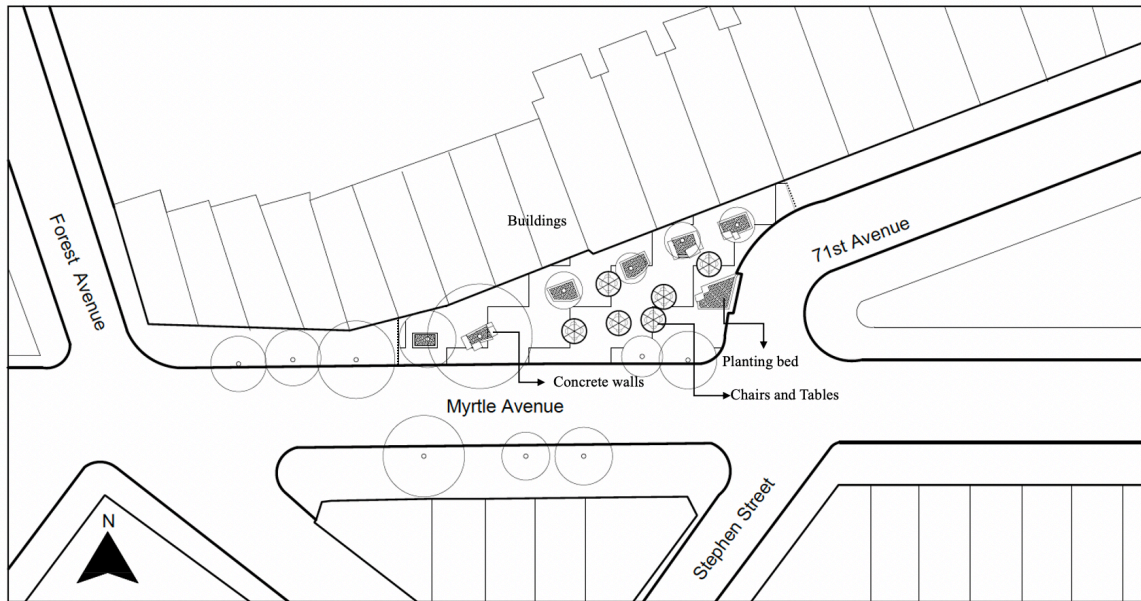 Forest Avenue
Buildings
71st Avenue
Planting bed
Concrete walls
Chairs and Tables
Myrtle Avenue
Stephen Street
N